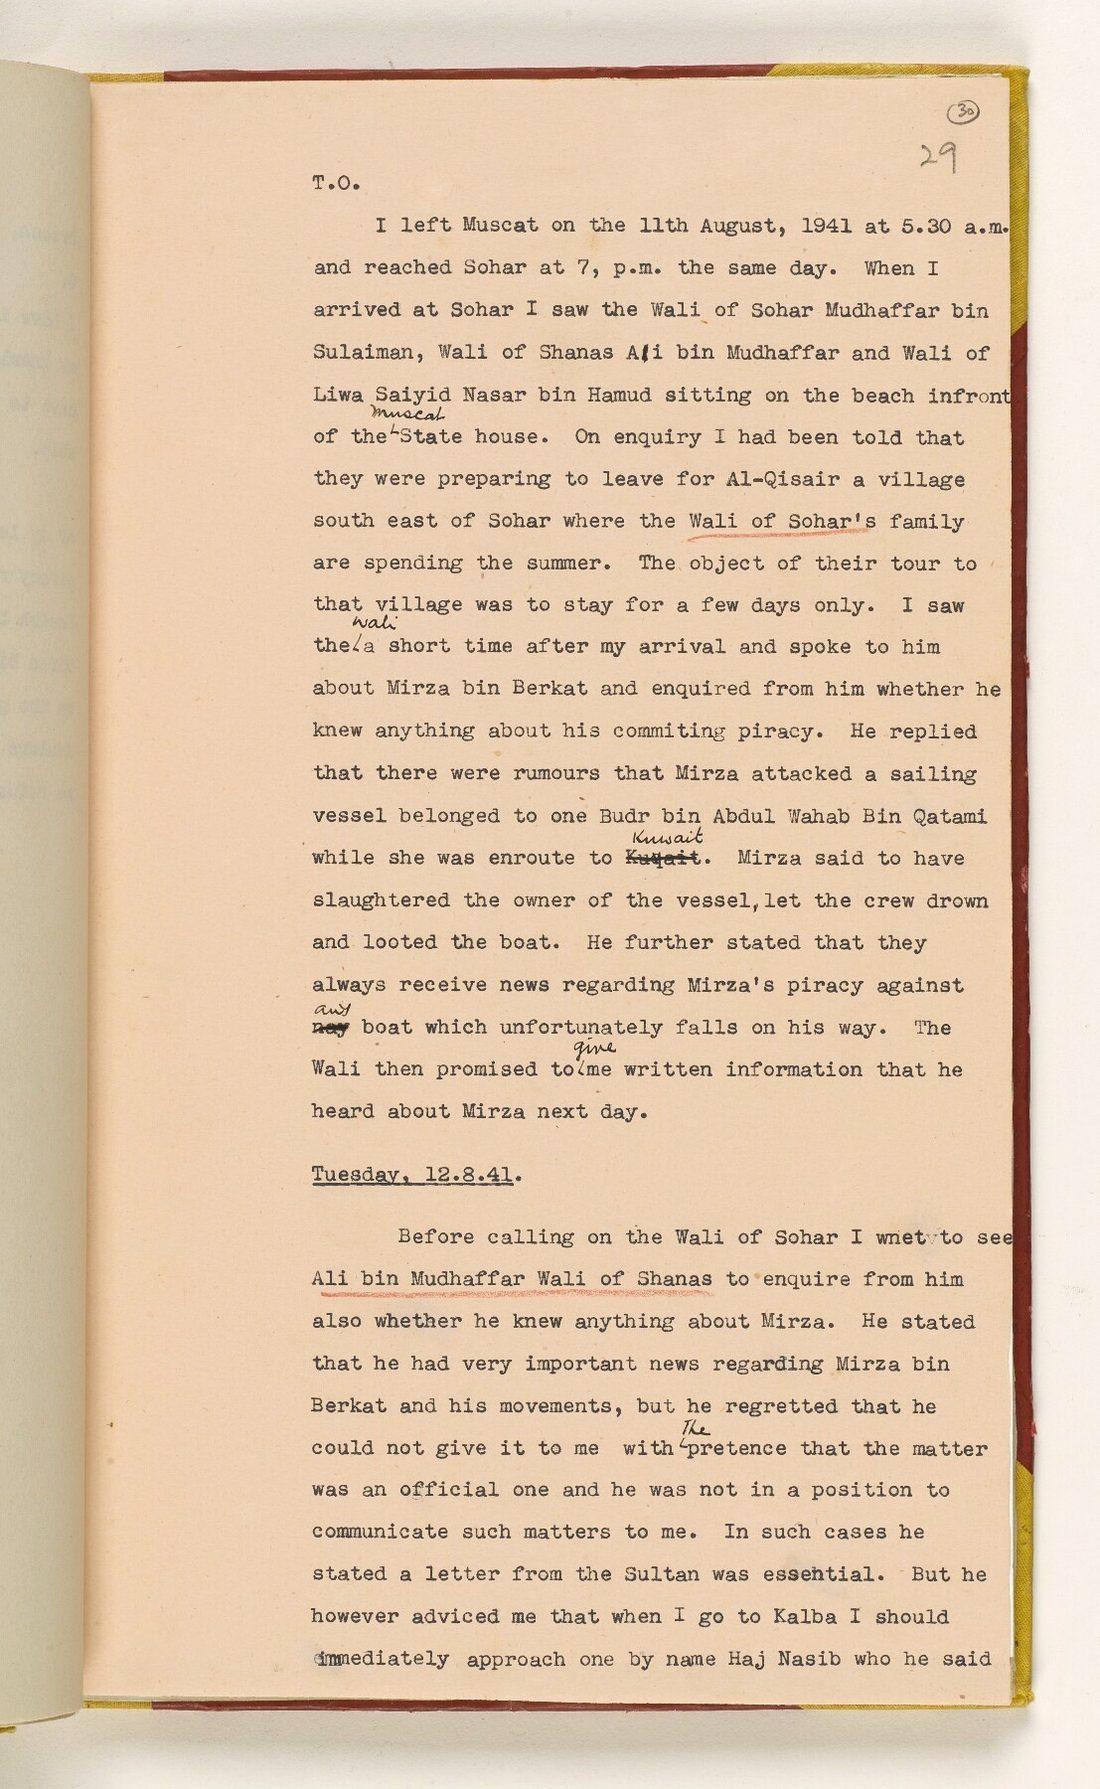 30
29
T.O.
I left Muscat on the 11th August, 1941 at 5.30 a.m.
and reached Sohar at 7, p.m. the same day. When I
arrived at Sohar I saw the Wali of Sohar Mudhaffar bin
Sulaiman, Wali of Shanas Ali bin Mudhaffar and Wali of
Liwa Saiyid Nasar bin Hamud sitting on the beach infront
muscat
of the State house. On enquiry I had been told that
they were preparing to leave for Al-Qisair a village
south east of Sohar where the Wali of Sohar's family
are spending the summer. The object of their tour to
that village was to stay for a few days only. I saw
wali
the a short time after my arrival and spoke to him
about Mirza bin Berkat and enquired from him whether he
knew anything about his commiting piracy. He replied
that there were rumours that Mirza attacked a sailing
vessel belonged to one Budr bin Abdul Wahab Bin Qatami
Kuwait
while she was enroute to Kuqait. Mirza said to have
slaughtered the owner of the vessel, let the crew drown
and looted the boat. He further stated that they
always receive news regarding Mirza's piracy against
any
nay boat which unfortunately falls on his way. The
give
Wali then promised to me written information that he
heard about Mirza next day.
Tuesday, 12.8.41.
Before calling on the Wali of Sohar I wnet to see
Ali bin Mudhaffar Wali of Shanas to enquire from him
also whether he knew anything about Mirza. He stated
that he had very important news regarding Mirza bin
Berkat and his movements, but he regretted that he
The
could not give it to me with pretence that the matter
was an official one and he was not in a position to
communicate such matters to me. In such cases he
stated a letter from the Sultan was essential. But he
however adviced me that when I go to Kalba I should
immediately approach one by name Haj Nasib who he said